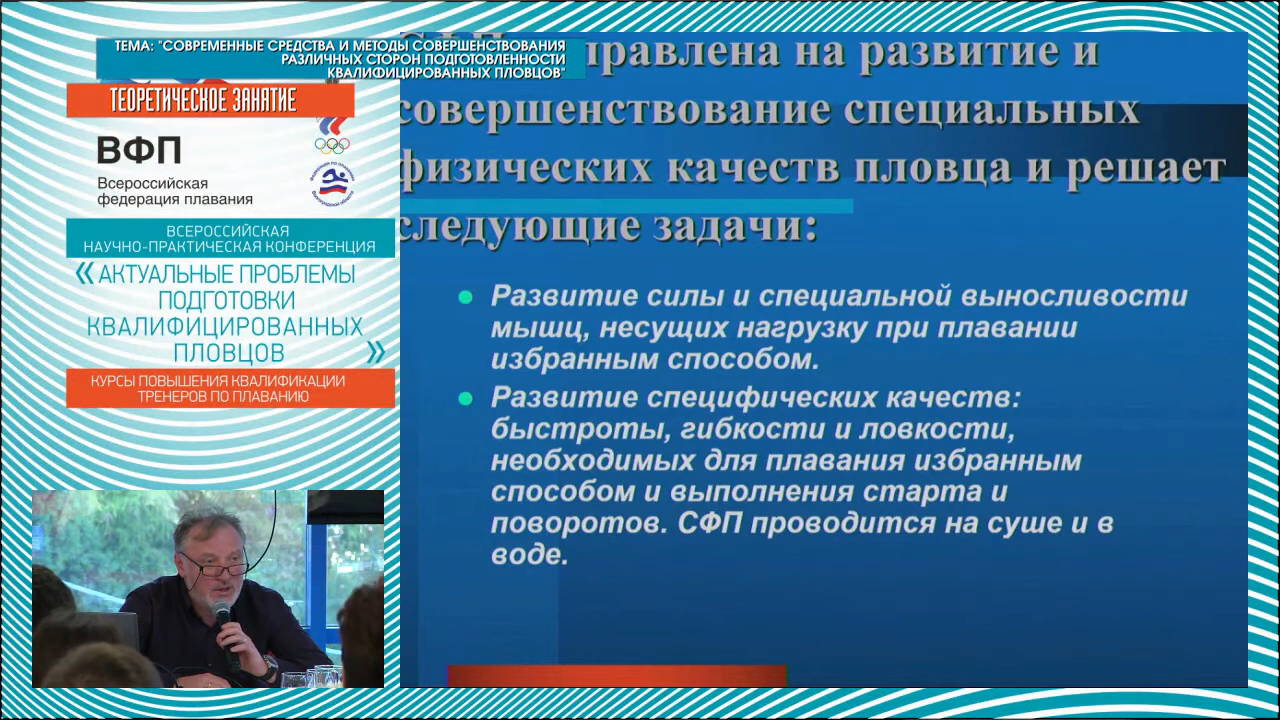 ТЕМА: "СОВРЕМЕННЫЕ СРЕДСТВА И МЕТОДЫ СОВЕРШЕНСТВОВАНИЯ
РАЗЛИЧНЫХ СТОРОН ПОДГОТОВЛЕННОСТИ
КВАЛИФИЦИРОВАННЫХ ПЛОВЦОВ"
ТЕОРЕТИЧЕСКОЕ ЗАНЯТИЕ
ВФП
Всероссийская
федерация плавания
ВСЕРОССИЙСКАЯ
НАУЧНО-ПРАКТИЧЕСКАЯ КОНФЕРЕНЦИЯ
«АКТУАЛЬНЫЕ ПРОБЛЕМЫ
ПОДГОТОВКИ
КВАЛИФИЦИРОВАННЫХ
ПЛОВЦОВ»
КУРСЫ ПОВЫШЕНИЯ КВАЛИФИКАЦИИ
ТРЕНЕРОВ ПО ПЛАВАНИЮ
правлена на развитие и
совершенствование специальных
физических качеств пловца и решает
следующие задачи:
Развитие силы и специальной выносливости
мышц, несущих нагрузку при плавании
избранным способом.
Развитие специфических качеств:
быстроты, гибкости и ловкости,
необходимых для плавания избранным
способом и выполнения старта и
поворотов. СФП проводится на суше и в
воде.